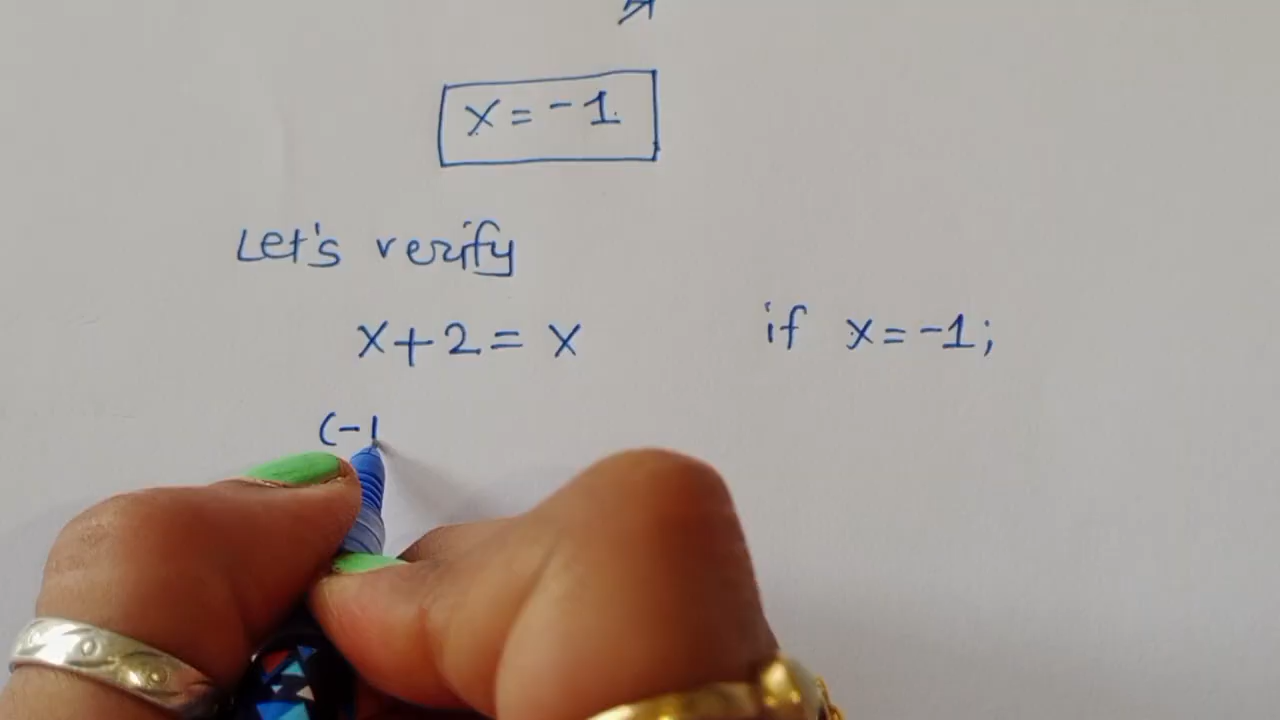 x = -1
Let's verify
x+2 = x if x = -1;
(-1